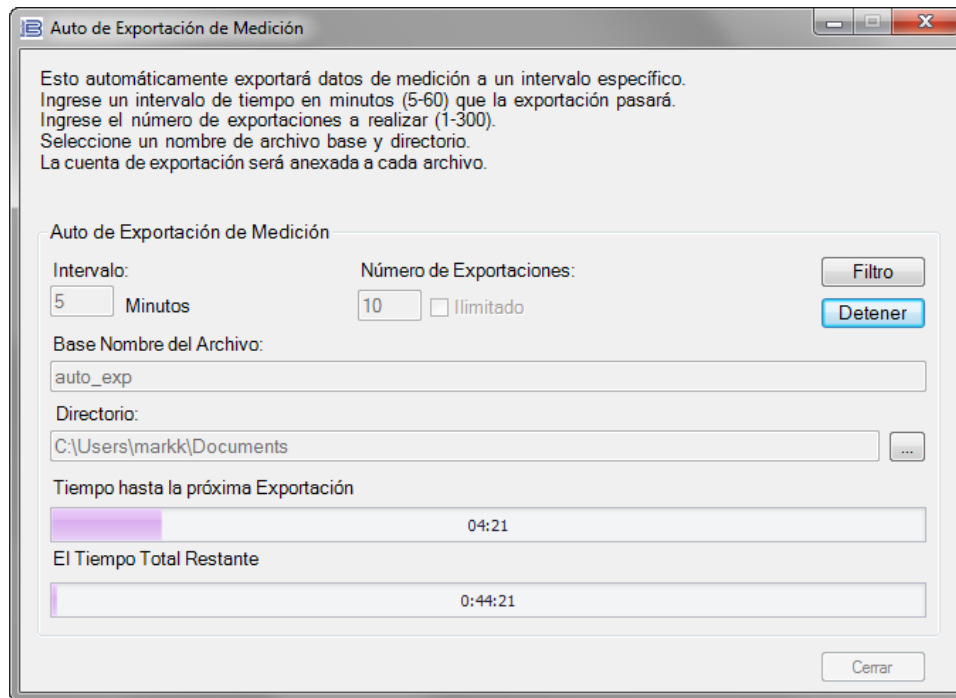 Auto de Exportación de Medición
Esto automáticamente exportará datos de medición a un intervalo específico.
Ingrese un intervalo de tiempo en minutos (5-60) que la exportación pasará.
Ingrese el número de exportaciones a realizar (1-300).
Seleccione un nombre de archivo base y directorio.
La cuenta de exportación será anexada a cada archivo.
Auto de Exportación de Medición
Intervalo: Número de Exportaciones: Filtro
5 Minutos 10 Ilimitado Detener
Base Nombre del Archivo:
auto_exp
Directorio:
C:\Users\markk\Documents ...
Tiempo hasta la próxima Exportación
04:21
El Tiempo Total Restante
0:44:21
Cerrar